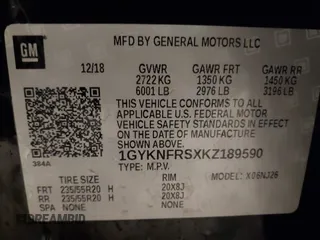 GM
MFD BY GENERAL MOTORS LLC
12/18 GVWR GAWR FRT GAWR RR
2722 KG 1350 KG 1450 KG
6001 LB 2976 LB 3196 LB
THIS VEHICLE CONFORMS TO ALL APPLICABLE
U.S. FEDERAL MOTOR
VEHICLE SAFETY STANDARDS IN EFFECT ON
THE DATE OF MANUFACTURE SHOWN ABOVE.
1GYKNFRSXKZ189590
384A TYPE: M.P.V. MODEL: X06NJ26
TIRE SIZE RIM
FRT 235/55R20 20X8J
RR 235/55R20 20X8J
SPA NONE NONE